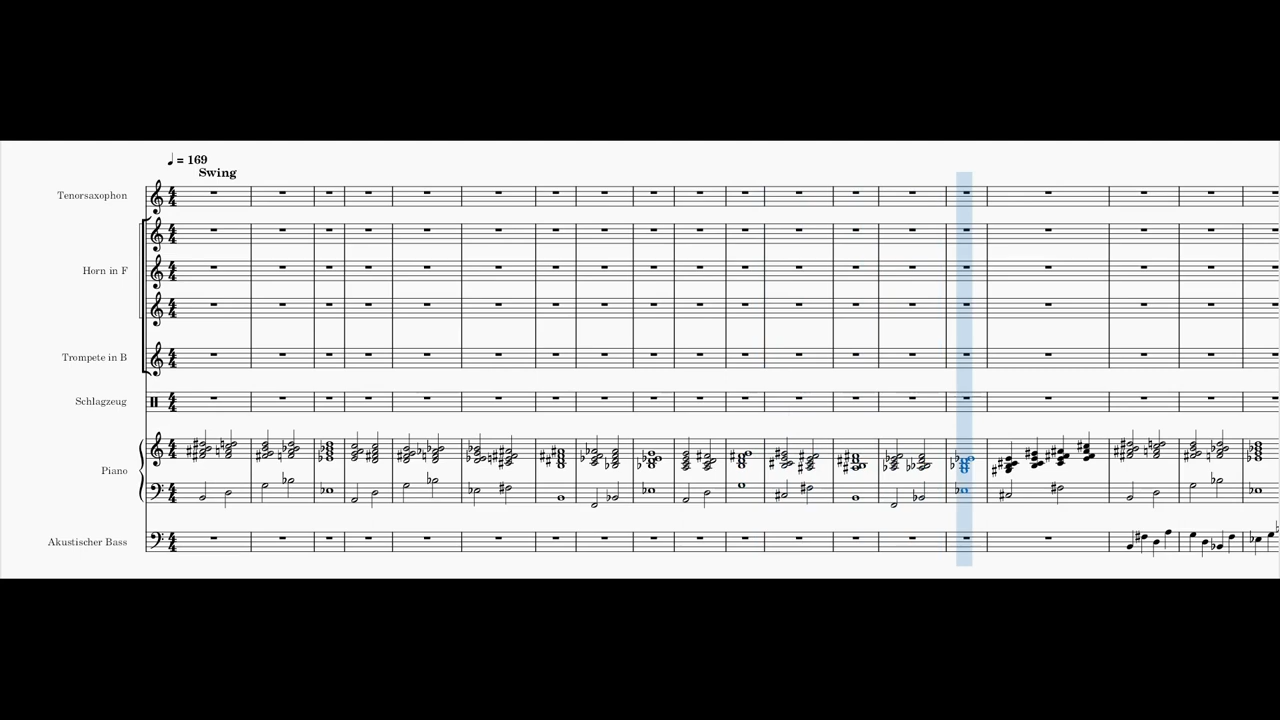 ♩ = 169
Swing
Tenorsaxophon
Horn in F
Trompete in B
Schlagzeug
Piano
Akustischer Bass